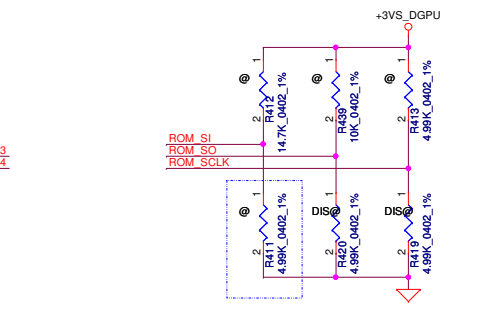 +3VS_DGPU
1
1
1
@
@
@
R412
14.7K_0402_1%
R439
10K_0402_1%
R413
4.99K_0402_1%
2
2
2
ROM_SI
3
ROM_SO
4
ROM_SCLK
1
1
1
@
DIS@
DIS@
R411
4.99K_0402_1%
R420
4.99K_0402_1%
R419
4.99K_0402_1%
2
2
2